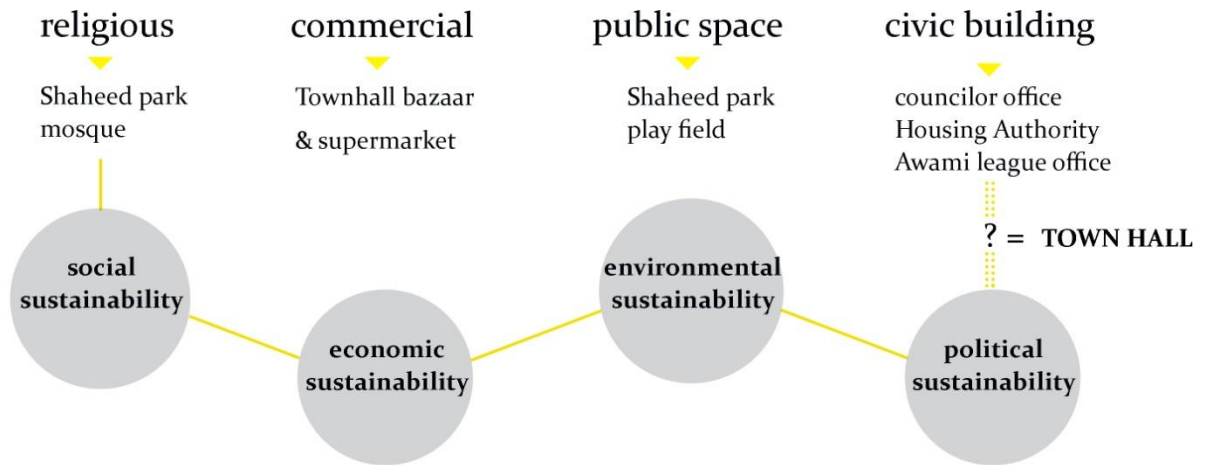 religious
Shaheed park
mosque
commercial
Townhall bazaar
& supermarket
public space
Shaheed park
play field
civic building
councilor office
Housing Authority
Awami league office
? = TOWN HALL
social
sustainability
economic
sustainability
environmental
sustainability
political
sustainability